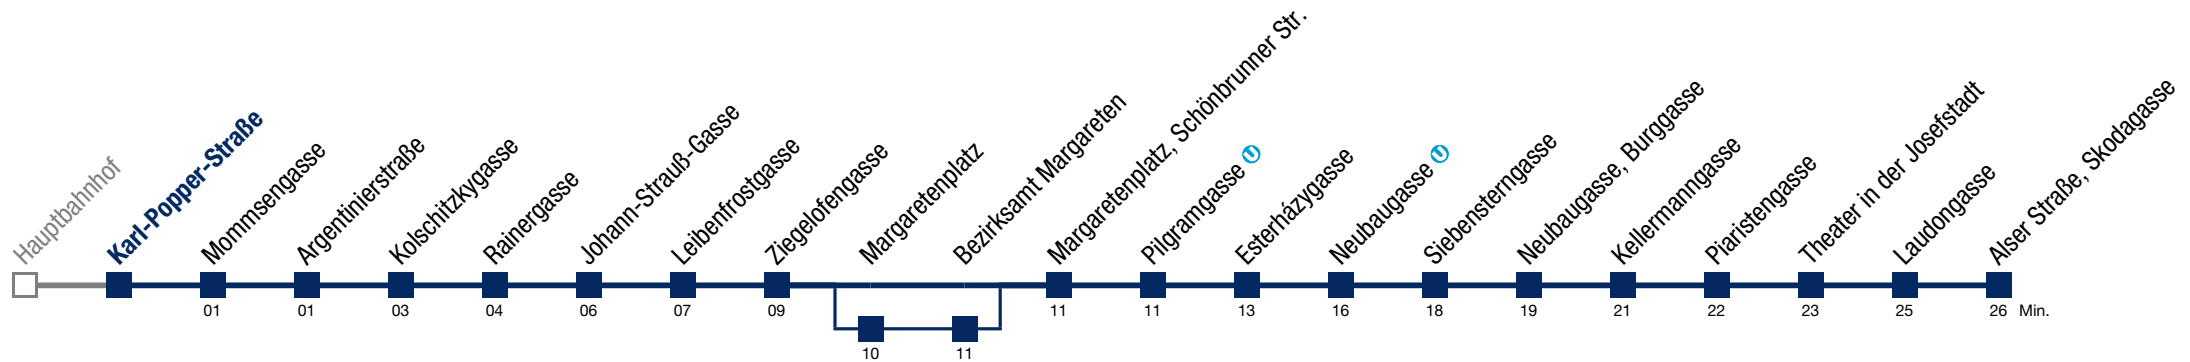 Hauptbahnhof
Karl-Popper-Straße
Mommsengasse
Argentinierstraße
Kolschitzkygasse
Rainergasse
Johann-Strauß-Gasse
Leibenfrostgasse
Ziegelofengasse
Margaretenplatz
Bezirksamt Margareten
Margaretenplatz, Schönbrunner Str.
Pilgramgasse U
Esterházygasse
Neubaugasse U
Siebensterngasse
Neubaugasse, Burggasse
Kellermanngasse
Piaristengasse
Theater in der Josefstadt
Laudongasse
Alser Straße, Skodagasse
01 01 03 04 06 07 09 11 11 13 16 18 19 21 22 23 25 26 Min.
10 11